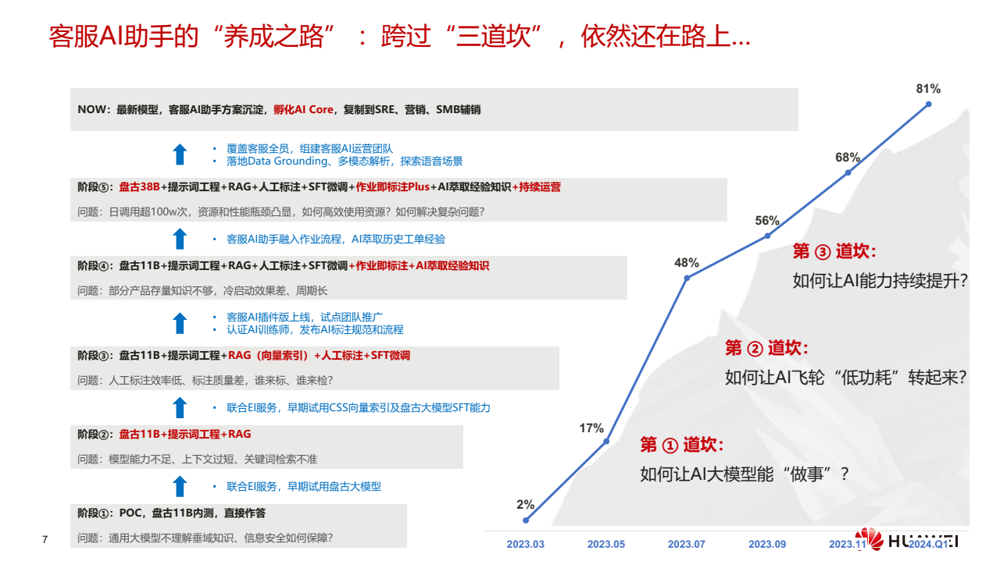 客服AI助手的“养成之路”：跨过“三道坎”，依然还在路上…
NOW：最新模型，客服AI助手方案沉淀，孵化AI Core，复制到SRE、营销、SMB辅销
• 覆盖客服全员，组建客服AI运营团队
• 落地Data Grounding、多模态解析，探索语音场景
阶段⑤：盘古38B+提示词工程+RAG+人工标注+SFT微调+作业即标注Plus+AI萃取经验知识+持续运营
问题：日调用超100w次，资源和性能瓶颈凸显，如何高效使用资源？如何解决复杂问题？
• 客服AI助手融入作业流程，AI萃取历史工单经验
阶段④：盘古11B+提示词工程+RAG+人工标注+SFT微调+作业即标注+AI萃取经验知识
问题：部分产品存量知识不够，冷启动效果差、周期长
• 客服AI插件版上线，试点团队推广
• 认证AI训练师，发布AI标注规范和流程
阶段③：盘古11B+提示词工程+RAG（向量索引）+人工标注+SFT微调
问题：人工标注效率低、标注质量差，谁来标、谁来检？
• 联合EI服务，早期试用CSS向量索引及盘古大模型SFT能力
阶段②：盘古11B+提示词工程+RAG
问题：模型能力不足、上下文过短、关键词检索不准
• 联合EI服务，早期试用盘古大模型
阶段①：POC，盘古11B内测，直接作答
问题：通用大模型不理解垂域知识、信息安全如何保障？
81%
68%
56%
48%
17%
2%
第 ③ 道坎：
如何让AI能力持续提升？
第 ② 道坎：
如何让AI飞轮“低功耗”转起来？
第 ① 道坎：
如何让AI大模型能“做事”？
2023.03 2023.05 2023.07 2023.09 2023.11 2024.Q1
HUAWEI
7